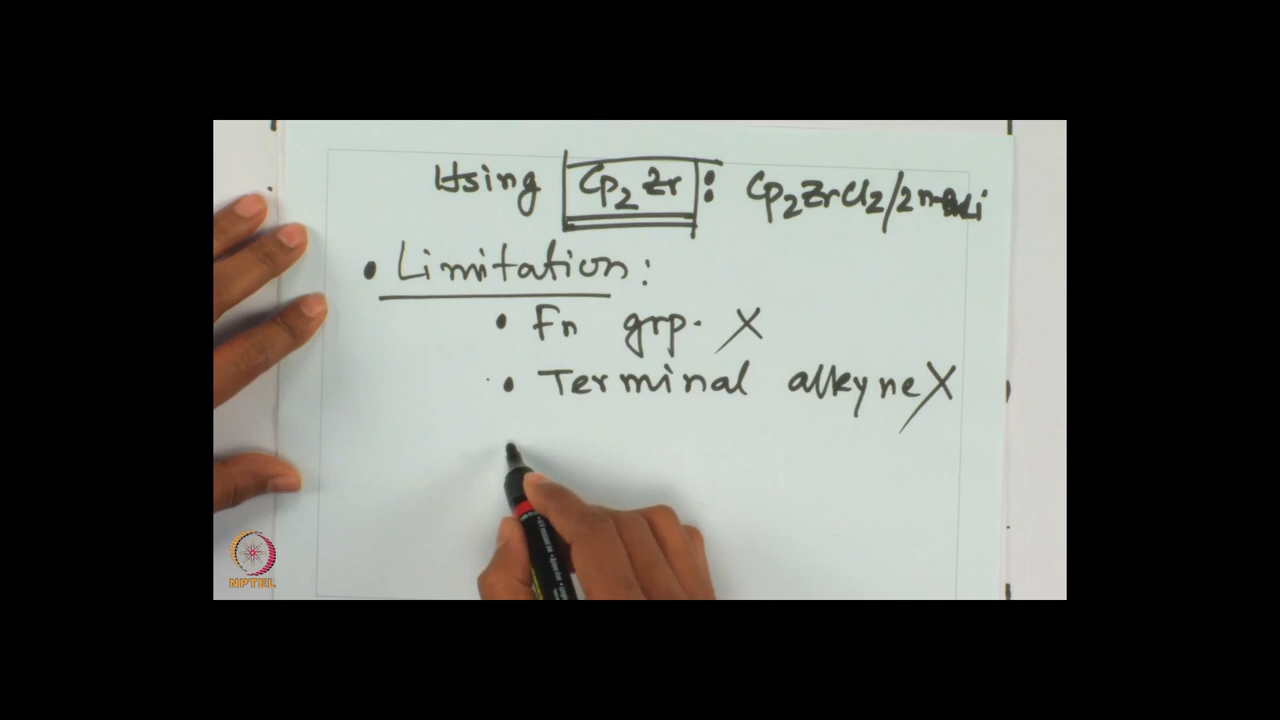 Using Cp2Zr : Cp2ZrCl2/2n-BuLi
• Limitation:
• Fn grp. X
• Terminal alkyne X
NPTEL